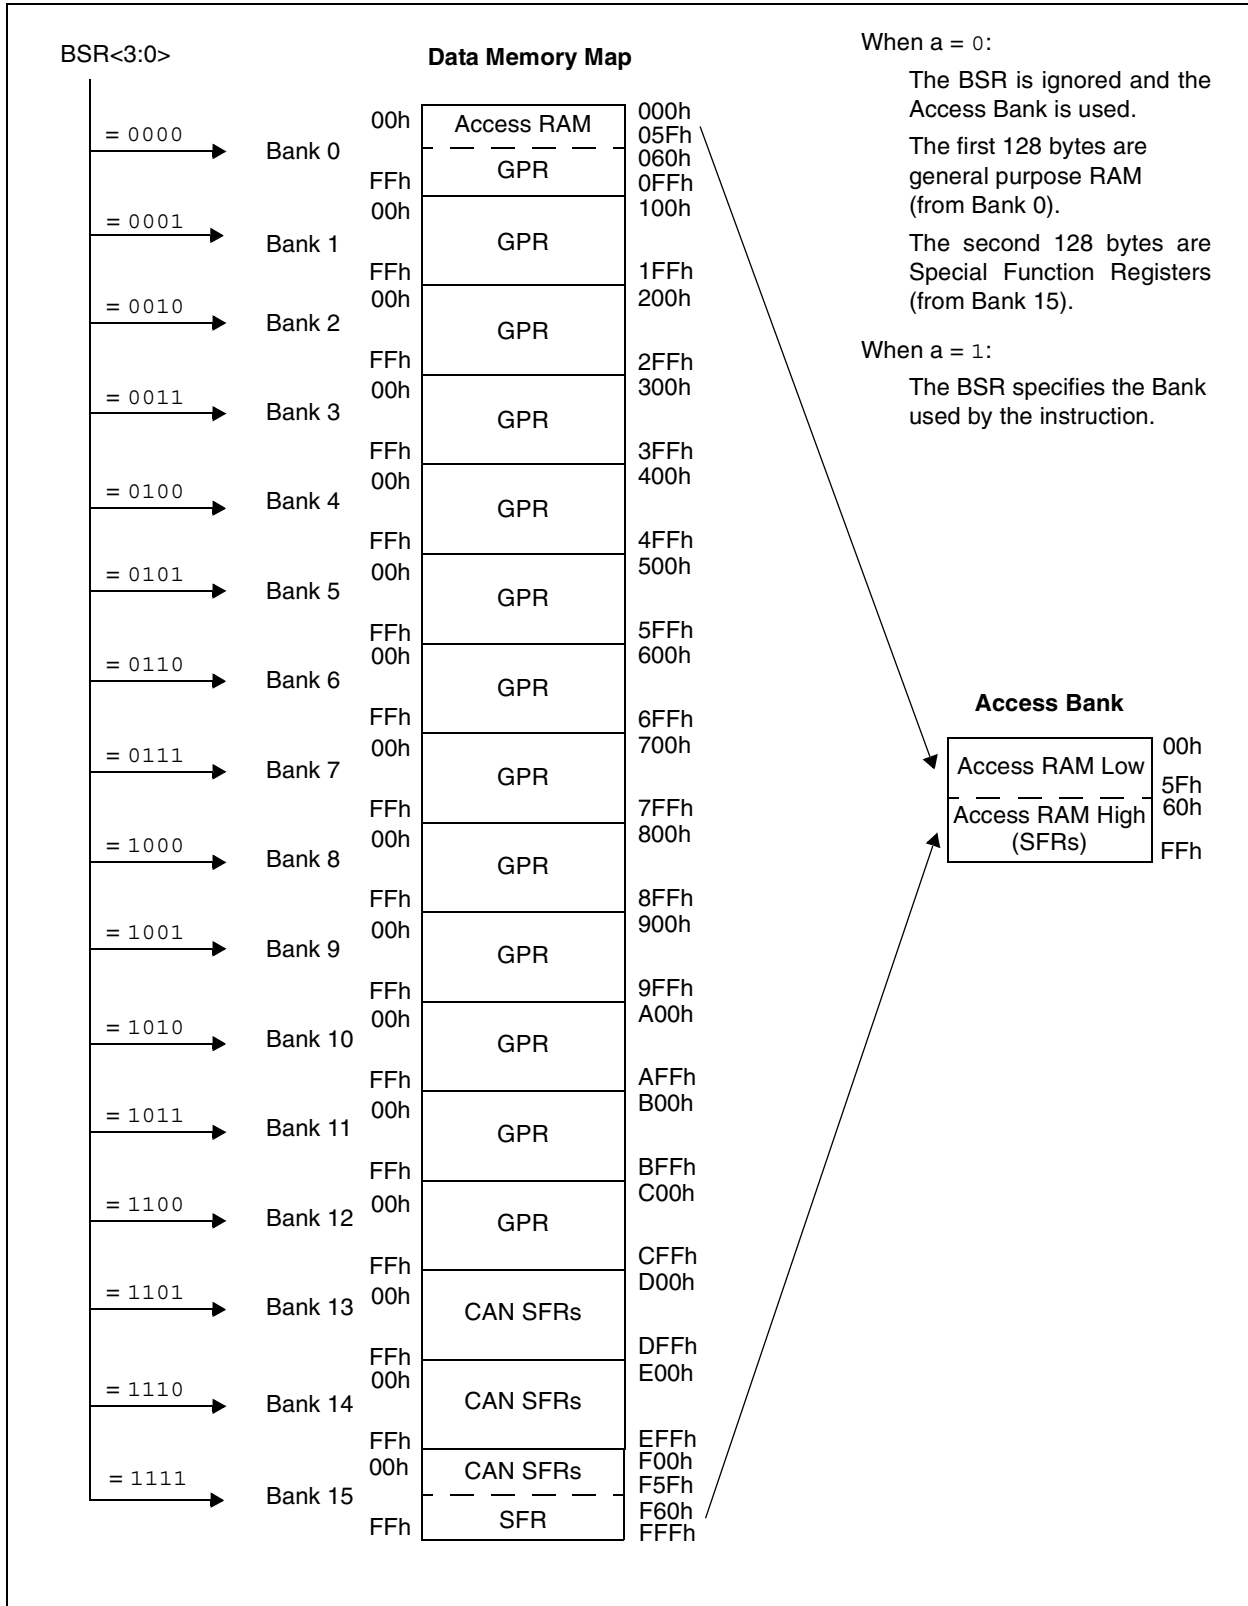 BSR<3:0>
Data Memory Map
When a = 0:
The BSR is ignored and the
Access Bank is used.
The first 128 bytes are
general purpose RAM
(from Bank 0).
The second 128 bytes are
Special Function Registers
(from Bank 15).
When a = 1:
The BSR specifies the Bank
used by the instruction.
= 0000
Bank 0
00h
Access RAM
000h
05Fh
060h
GPR
FFh
0FFh
= 0001
Bank 1
00h
GPR
100h
FFh
1FFh
= 0010
Bank 2
00h
GPR
200h
FFh
2FFh
= 0011
Bank 3
00h
GPR
300h
FFh
3FFh
= 0100
Bank 4
00h
GPR
400h
FFh
4FFh
= 0101
Bank 5
00h
GPR
500h
FFh
5FFh
= 0110
Bank 6
00h
GPR
600h
FFh
6FFh
= 0111
Bank 7
00h
GPR
700h
FFh
7FFh
= 1000
Bank 8
00h
GPR
800h
FFh
8FFh
= 1001
Bank 9
00h
GPR
900h
FFh
9FFh
= 1010
Bank 10
00h
GPR
A00h
FFh
AFFh
= 1011
Bank 11
00h
GPR
B00h
FFh
BFFh
= 1100
Bank 12
00h
GPR
C00h
FFh
CFFh
= 1101
Bank 13
00h
CAN SFRs
D00h
FFh
DFFh
= 1110
Bank 14
00h
CAN SFRs
E00h
FFh
EFFh
= 1111
Bank 15
00h
CAN SFRs
F00h
F5Fh
F60h
SFR
FFh
FFFh
Access Bank
Access RAM Low
00h
5Fh
60h
Access RAM High
(SFRs)
FFh